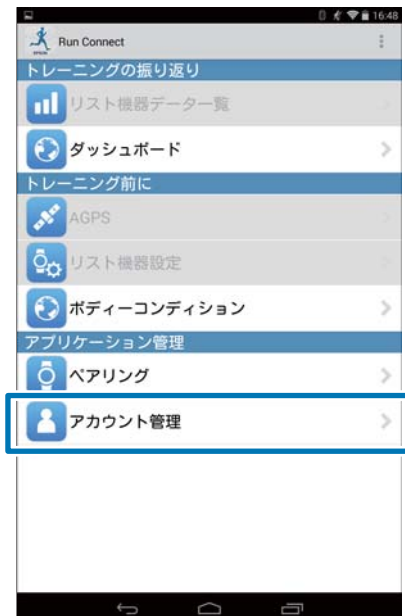 16:48
Run Connect
トレーニングの振り返り
リスト機器データ一覧
ダッシュボード
トレーニング前に
AGPS
リスト機器設定
ボディーコンディション
アプリケーション管理
ペアリング
アカウント管理